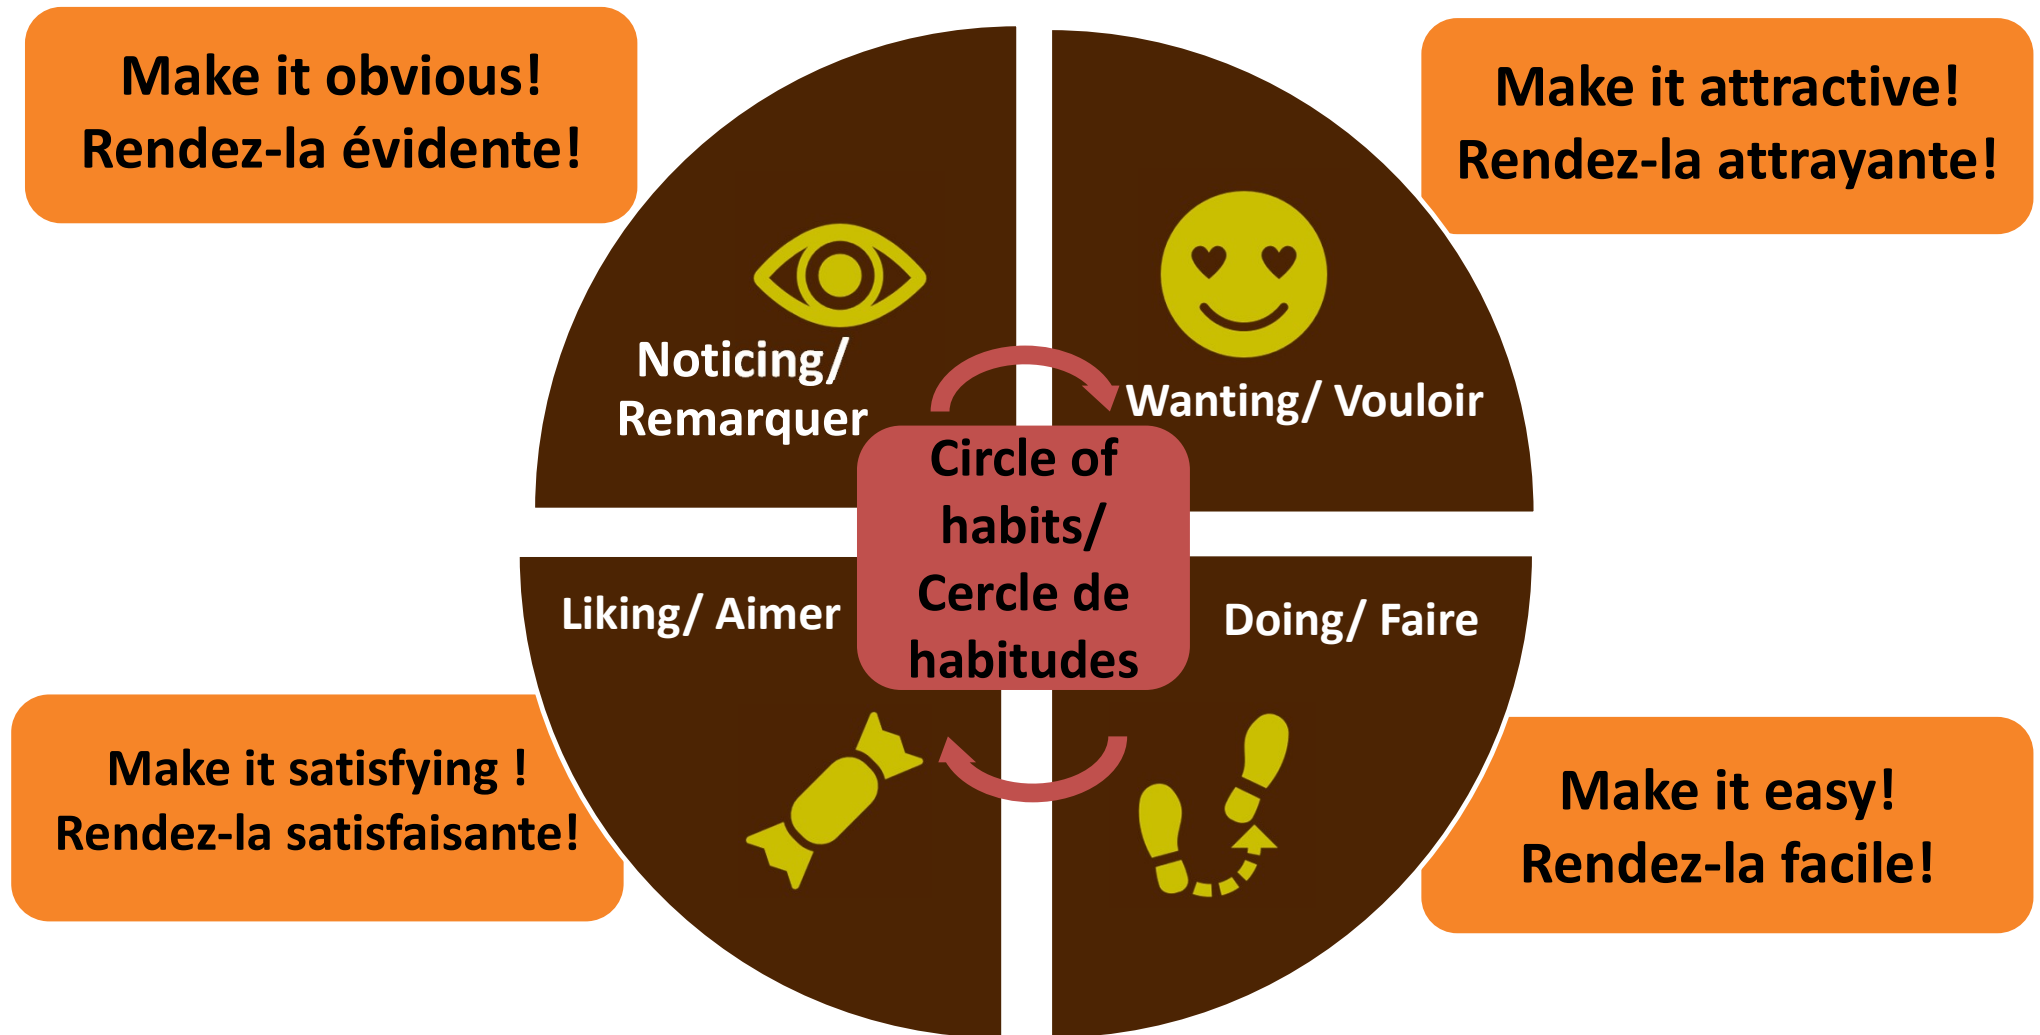 Make it obvious!
Rendez-la évidente!
Make it attractive!
Rendez-la attrayante!
Noticing/
Remarquer
Wanting/ Vouloir
Circle of
habits/
Cercle de
habitudes
Liking/ Aimer
Doing/ Faire
Make it satisfying !
Rendez-la satisfaisante!
Make it easy!
Rendez-la facile!